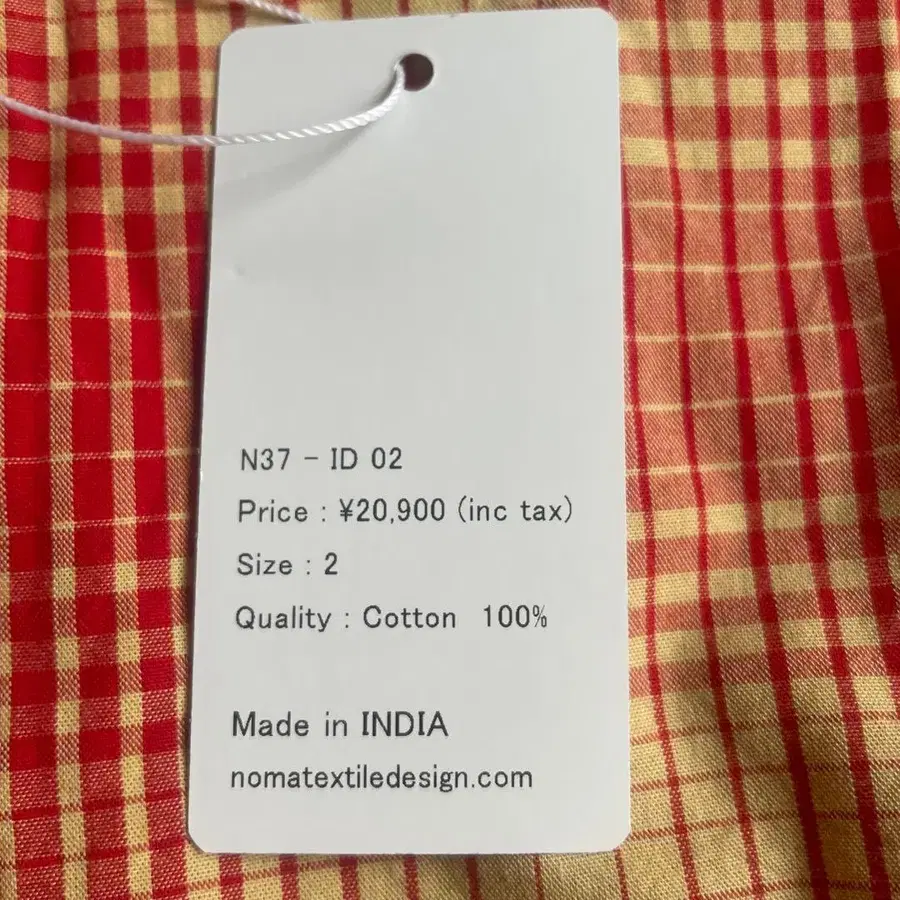 N37 - ID 02
Price : ¥20,900 (inc tax)
Size : 2
Quality : Cotton 100%
Made in INDIA
nomatextiledesign.com